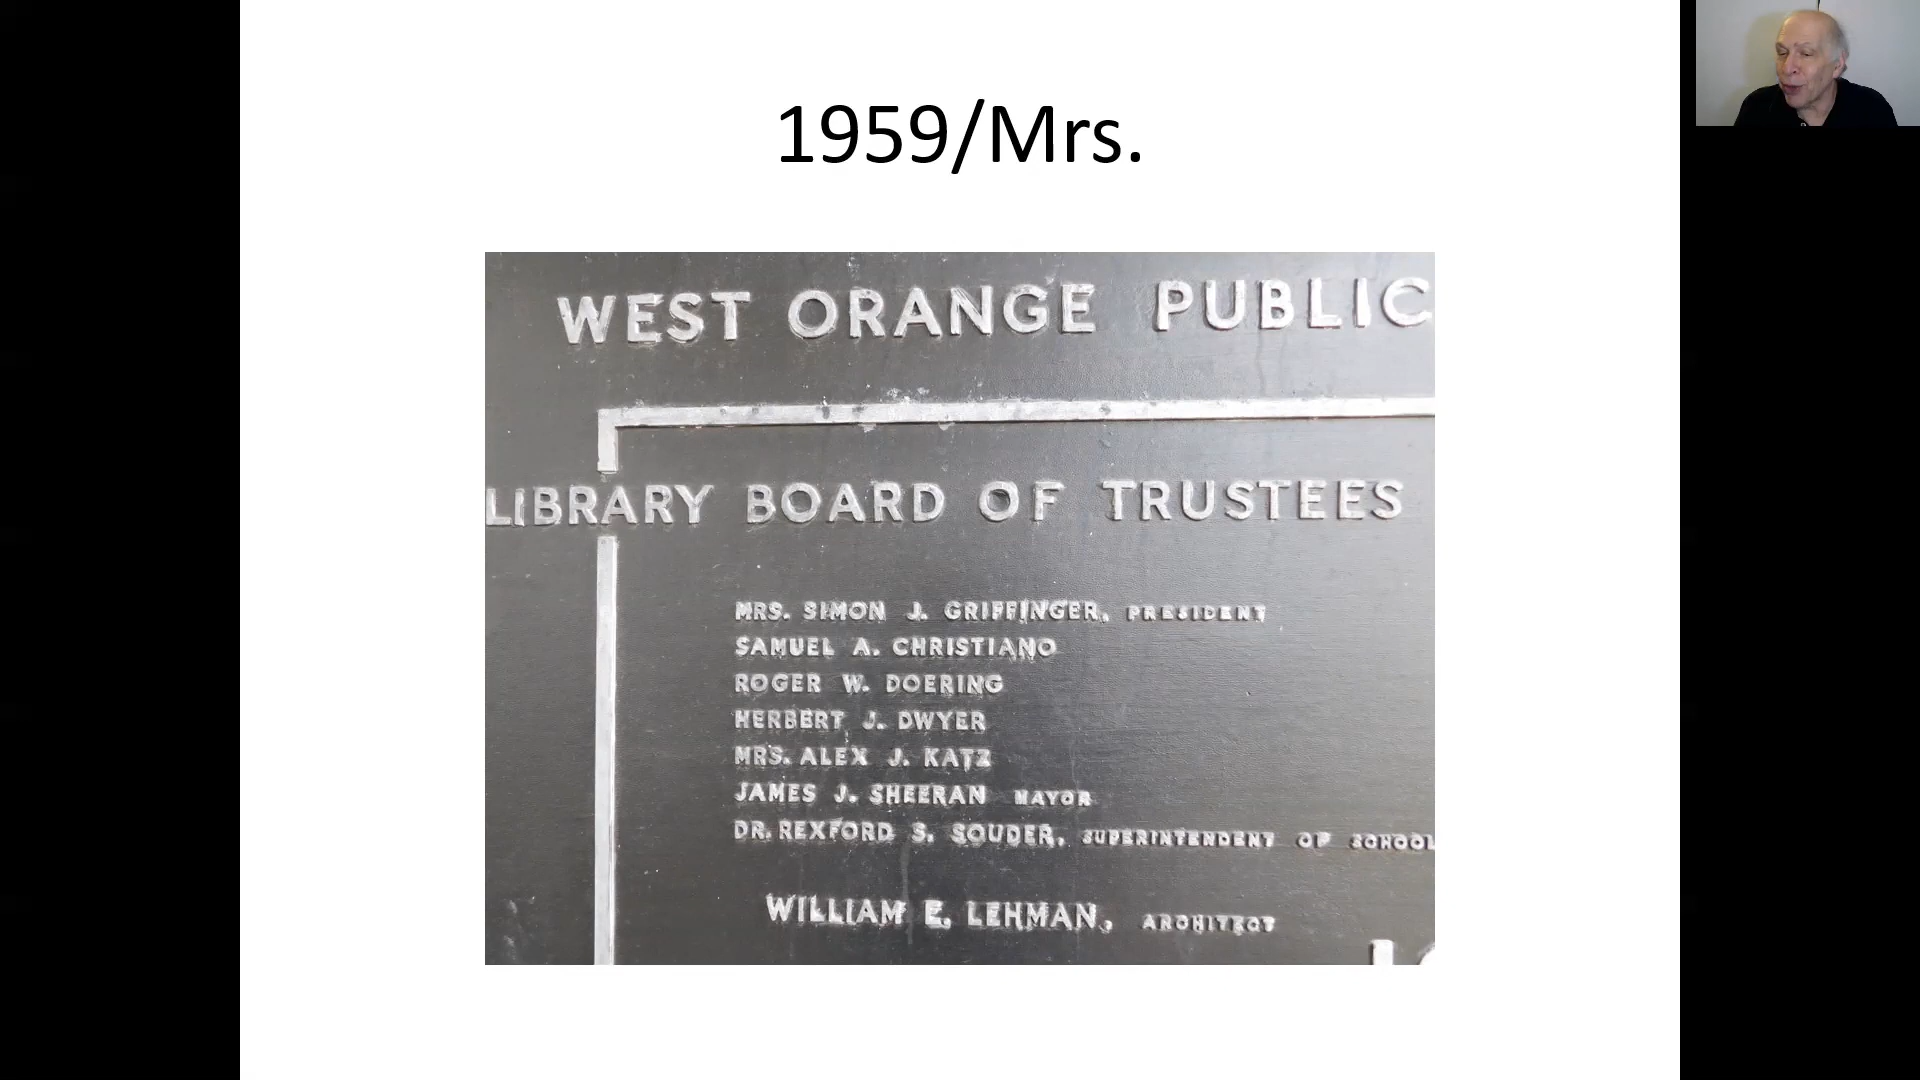 1959/Mrs.
WEST ORANGE PUBLIC
LIBRARY BOARD OF TRUSTEES
MRS. SIMON J. GRIFFINGER, PRESIDENT
SAMUEL A. CHRISTIANO
ROGER W. DOERING
HERBERT J. DWYER
MRS. ALEX J. KATZ
JAMES J. SHEERAN MAYOR
DR. REXFORD S. SOUDER, SUPERINTENDENT OF SCHOOL
WILLIAM E. LEHMAN, ARCHITECT